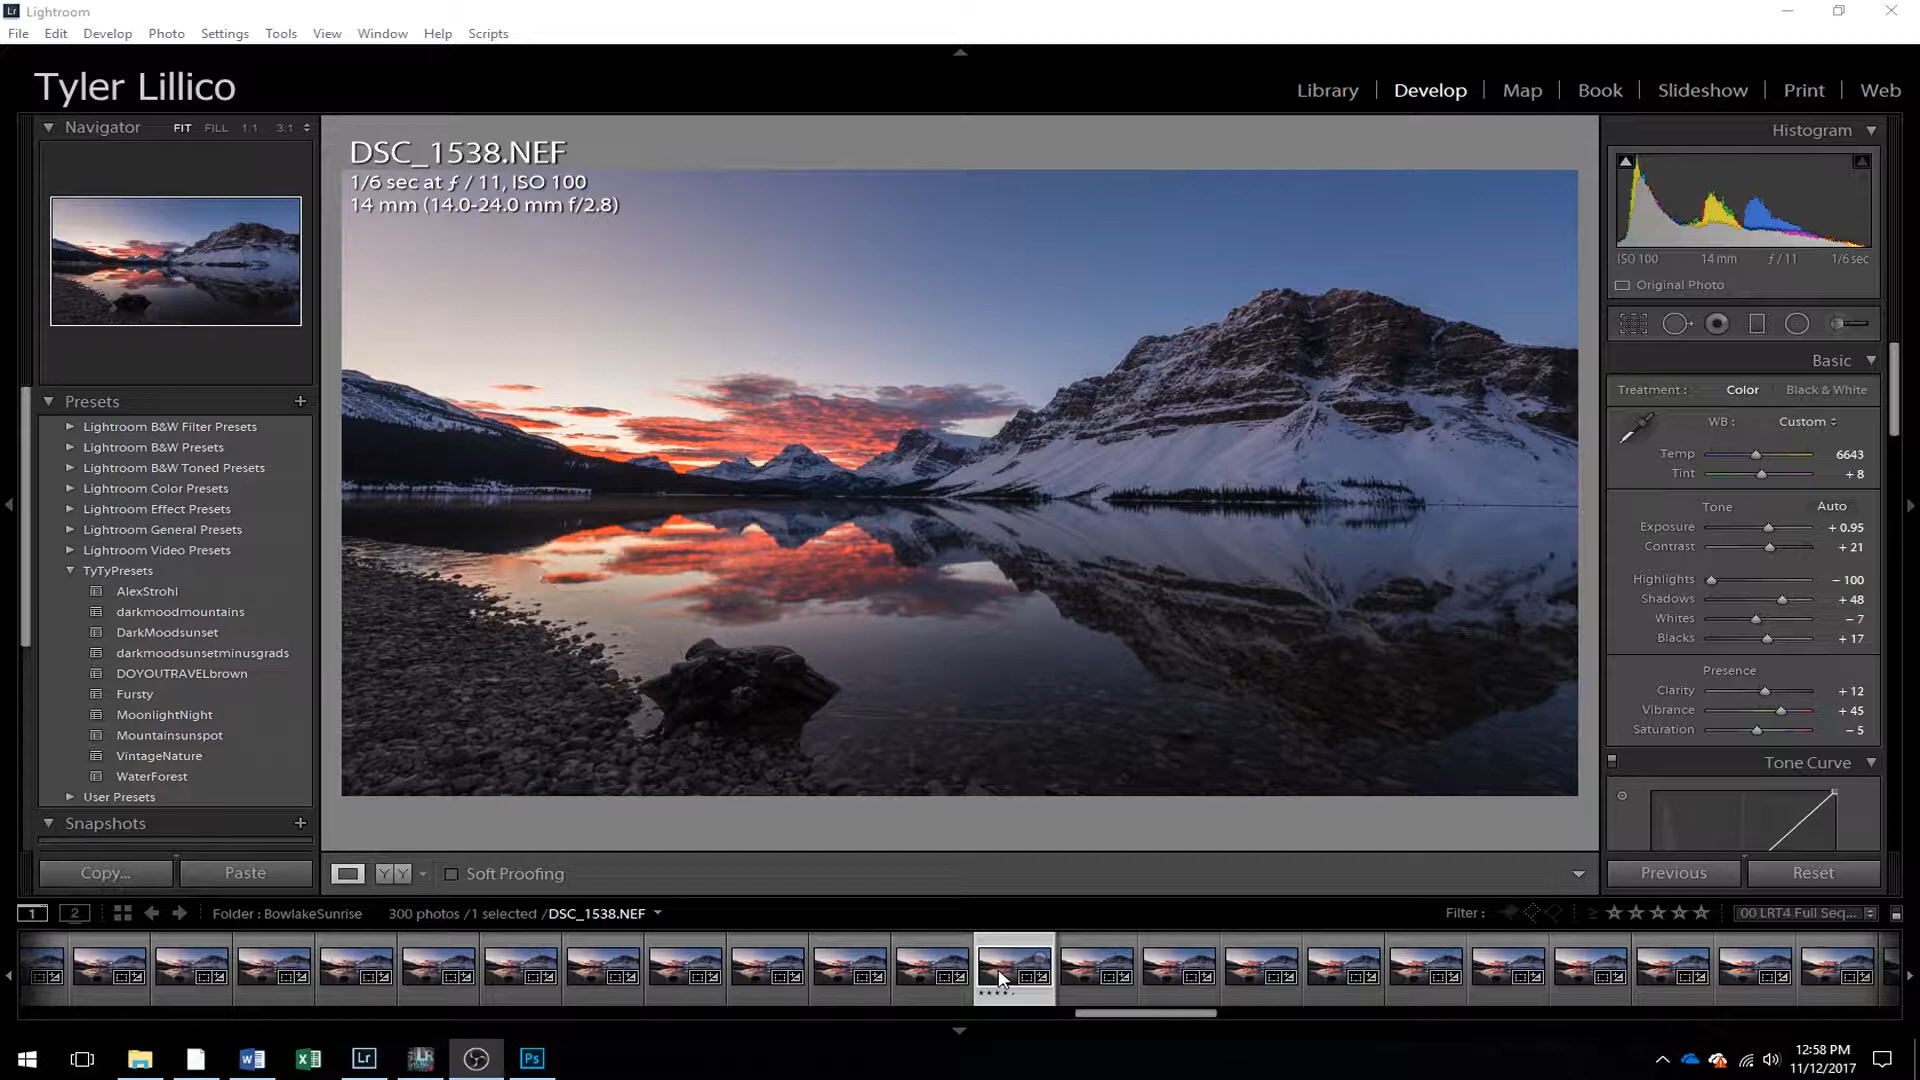 Lightroom
File Edit Develop Photo Settings Tools View Window Help Scripts
Tyler Lillico
Library | Develop | Map | Book | Slideshow | Print | Web
Navigator FIT FILL 1:1 3:1
DSC_1538.NEF
1/6 sec at ƒ / 11, ISO 100
14 mm (14.0-24.0 mm f/2.8)
Presets +
Lightroom B&W Filter Presets
Lightroom B&W Presets
Lightroom B&W Toned Presets
Lightroom Color Presets
Lightroom Effect Presets
Lightroom General Presets
Lightroom Video Presets
TyTyPresets
AlexStrohl
darkmoodmountains
DarkMoodsunset
darkmoodsunsetminusgrads
DOYOUTRAVELbrown
Fursty
MoonlightNight
Mountainsunspot
VintageNature
WaterForest
User Presets
Snapshots +
Copy... Paste
Y Y Soft Proofing
Histogram
ISO 100 14 mm ƒ / 11 1/6 sec
Original Photo
Basic
Treatment : Color Black & White
WB : Custom
Temp 6643
Tint + 8
Tone Auto
Exposure + 0.95
Contrast + 21
Highlights − 100
Shadows + 48
Whites − 7
Blacks + 17
Presence
Clarity + 12
Vibrance + 45
Saturation − 5
Tone Curve
Previous Reset
1 2 Folder : BowlakeSunrise 300 photos / 1 selected / DSC_1538.NEF Filter : ≥ ★★★★★ 00 LRT4 Full Seq...
W X Lr LR Ps
12:58 PM
11/12/2017